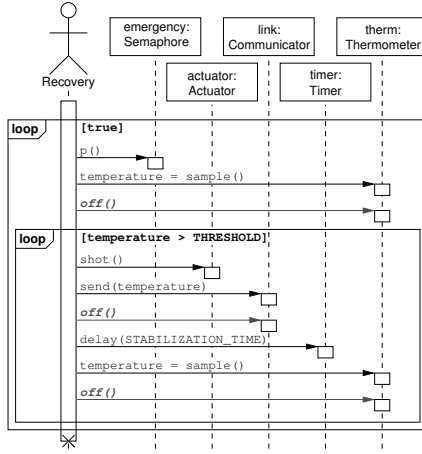 emergency:
Semaphore
link:
Communicator
therm:
Thermometer
Recovery
actuator:
Actuator
timer:
Timer
loop
[true]
p()
temperature = sample()
off()
loop
[temperature > THRESHOLD]
shot()
send(temperature)
off()
delay(STABILIZATION_TIME)
temperature = sample()
off()